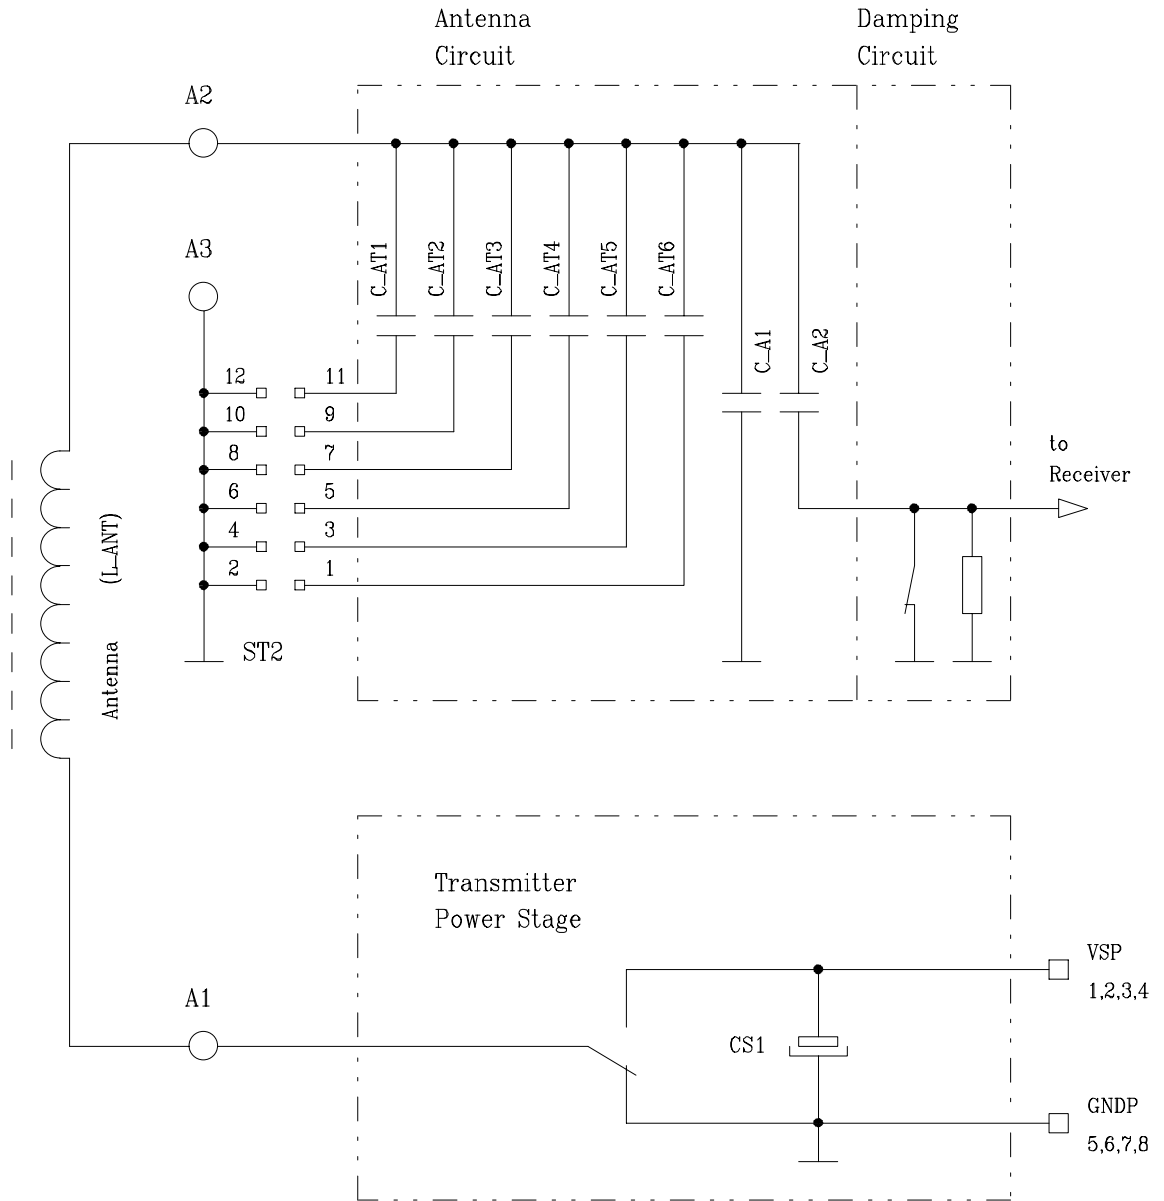 Antenna
Circuit
Damping
Circuit
A2
A3
C_AT1
C_AT2
C_AT3
C_AT4
C_AT5
C_AT6
C_A1
C_A2
12
11
10
9
8
7
6
5
4
3
2
1
ST2
to
Receiver
(L_ANT)
Antenna
Transmitter
Power Stage
A1
CS1
VSP
1,2,3,4
GNDP
5,6,7,8